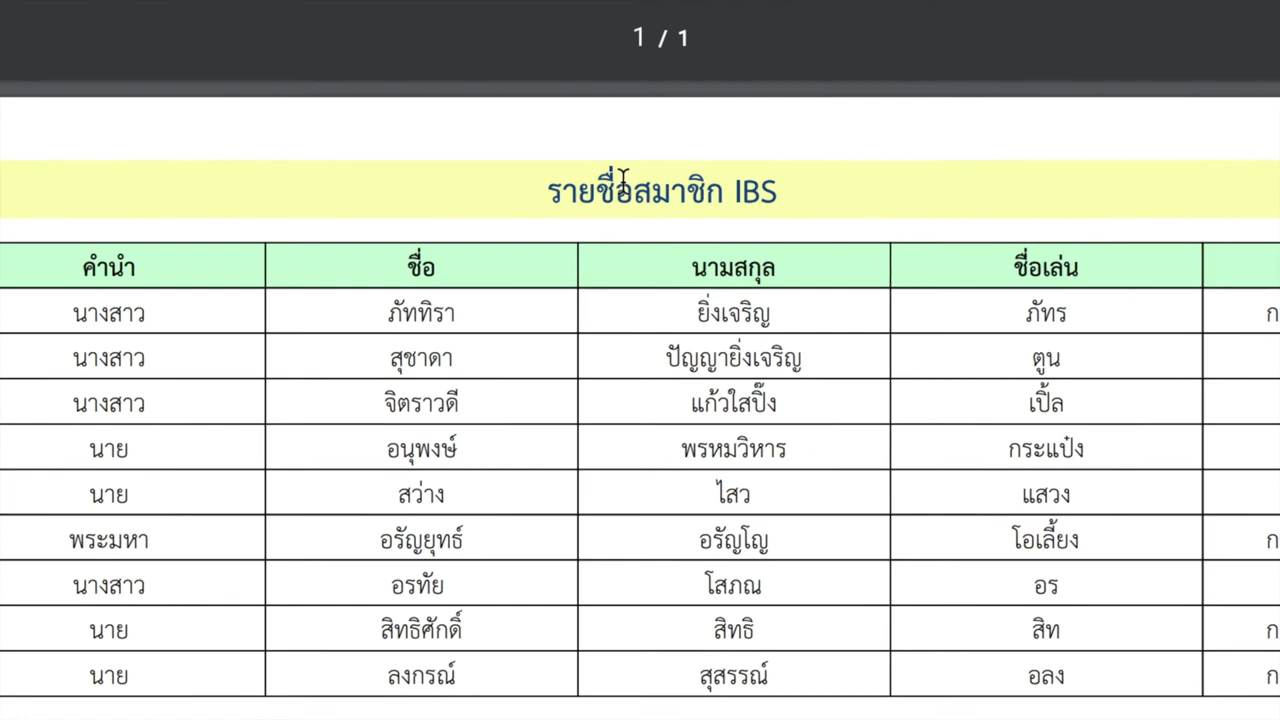 1 / 1
รายชื่อสมาชิก IBS
คำนำ ชื่อ นามสกุล ชื่อเล่น
นางสาว ภัททิรา ยิ่งเจริญ ภัทร ก
นางสาว สุชาดา ปัญญายิ่งเจริญ ตูน
นางสาว จิตราวดี แก้วใสปิ๊ง เปิ้ล
นาย อนุพงษ์ พรหมวิหาร กระแป๋ง
นาย สว่าง ไสว แสวง
พระมหา อรัญยุทธ์ อรัญโญ โอเลี้ยง ก
นางสาว อรทัย โสภณ อร
นาย สิทธิศักดิ์ สิทธิ สิท ก
นาย ลงกรณ์ สุสรรณ์ อลง ก